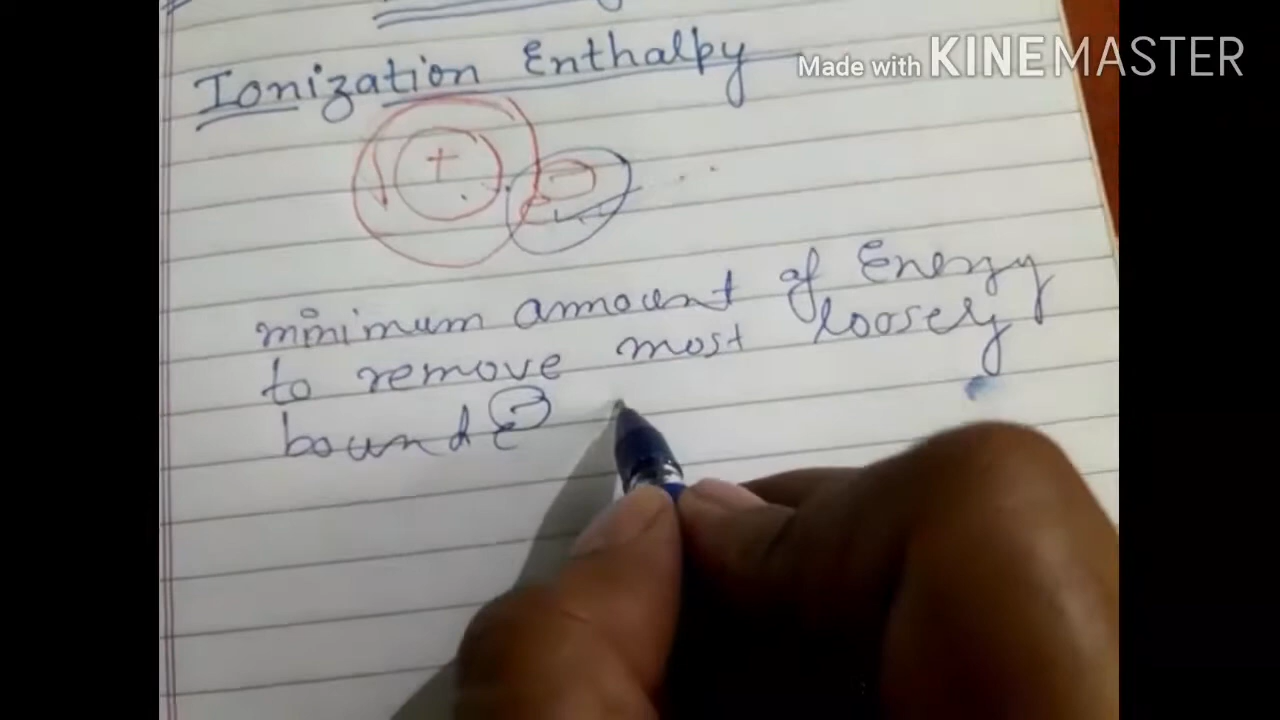 Made with KINEMASTER
Ionization Enthalpy
+
minimum amount of Energy
to remove most loosely
bound e⁻